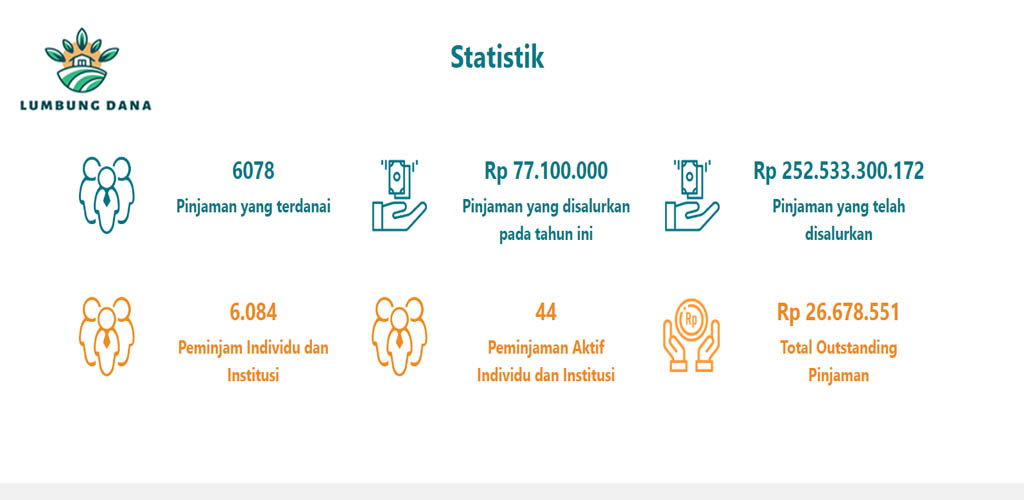 Statistik
LUMBUNG DANA
6078
Pinjaman yang terdanai
Rp 77.100.000
Pinjaman yang disalurkan
pada tahun ini
Rp 252.533.300.172
Pinjaman yang telah
disalurkan
6.084
Peminjam Individu dan
Institusi
44
Peminjaman Aktif
Individu dan Institusi
Rp
Rp 26.678.551
Total Outstanding
Pinjaman